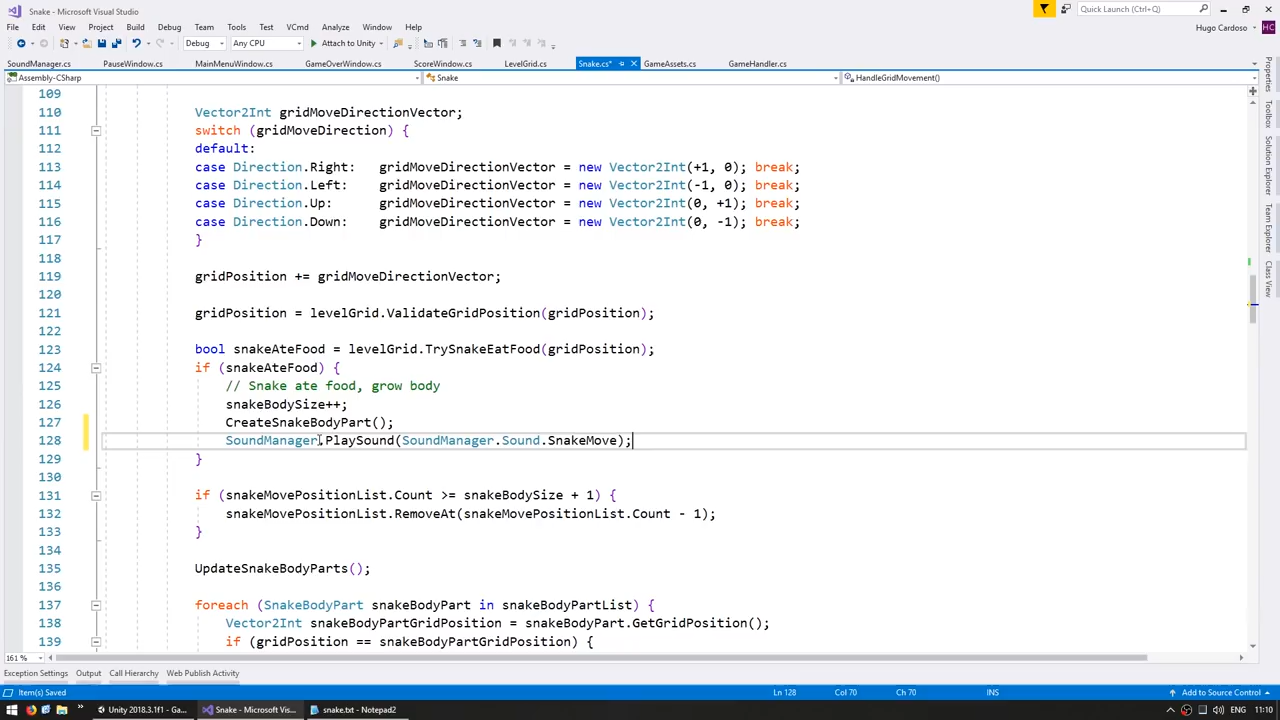 Snake - Microsoft Visual Studio
Quick Launch (Ctrl+Q)
File Edit View Project Build Debug Team Tools Test VCmd Analyze Window Help
Hugo Cardoso HC
Debug Any CPU Attach to Unity
SoundManager.cs PauseWindow.cs MainMenuWindow.cs GameOverWindow.cs ScoreWindow.cs LevelGrid.cs Snake.cs* GameAssets.cs GameHandler.cs
Assembly-CSharp Snake HandleGridMovement()
109
110 Vector2Int gridMoveDirectionVector;
111 switch (gridMoveDirection) {
112 default:
113 case Direction.Right: gridMoveDirectionVector = new Vector2Int(+1, 0); break;
114 case Direction.Left: gridMoveDirectionVector = new Vector2Int(-1, 0); break;
115 case Direction.Up: gridMoveDirectionVector = new Vector2Int(0, +1); break;
116 case Direction.Down: gridMoveDirectionVector = new Vector2Int(0, -1); break;
117 }
118
119 gridPosition += gridMoveDirectionVector;
120
121 gridPosition = levelGrid.ValidateGridPosition(gridPosition);
122
123 bool snakeAteFood = levelGrid.TrySnakeEatFood(gridPosition);
124 if (snakeAteFood) {
125 // Snake ate food, grow body
126 snakeBodySize++;
127 CreateSnakeBodyPart();
128 SoundManager.PlaySound(SoundManager.Sound.SnakeMove);
129 }
130
131 if (snakeMovePositionList.Count >= snakeBodySize + 1) {
132 snakeMovePositionList.RemoveAt(snakeMovePositionList.Count - 1);
133 }
134
135 UpdateSnakeBodyParts();
136
137 foreach (SnakeBodyPart snakeBodyPart in snakeBodyPartList) {
138 Vector2Int snakeBodyPartGridPosition = snakeBodyPart.GetGridPosition();
139 if (gridPosition == snakeBodyPartGridPosition) {
Properties
Toolbox
Solution Explorer
Team Explorer
Class View
161 %
Exception Settings Output Call Hierarchy Web Publish Activity
Item(s) Saved Ln 128 Col 70 Ch 70 INS Add to Source Control
Unity 2018.3.1f1 - Ga... Snake - Microsoft Vis... snake.txt - Notepad2 ENG 11:10